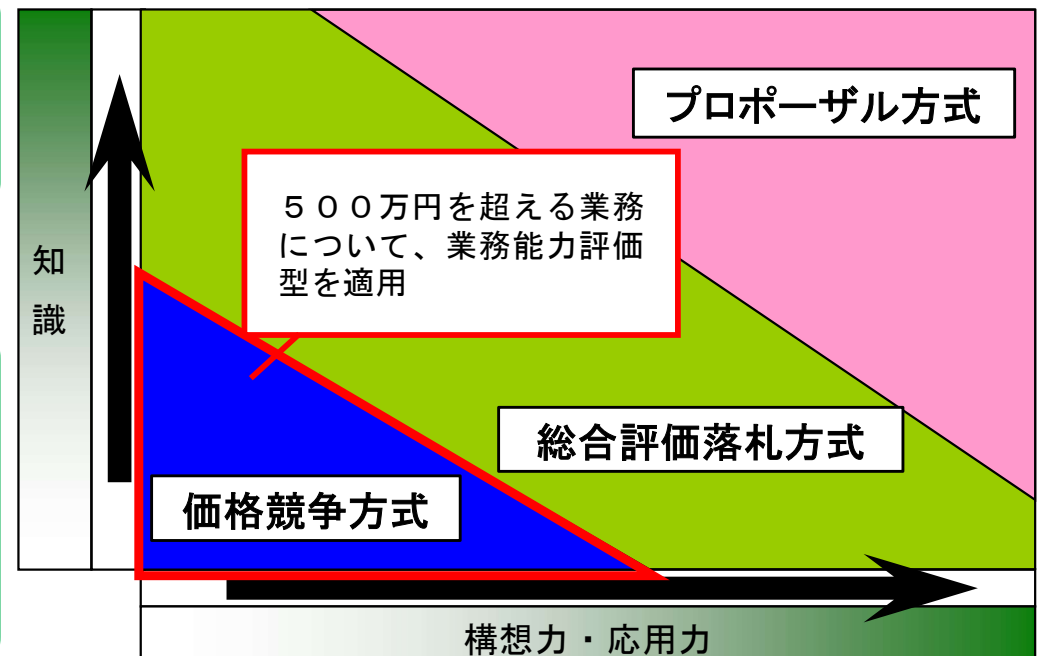 プロポーザル方式
５００万円を超える業務
について、業務能力評価
型を適用
知
識
総合評価落札方式
価格競争方式
構想力・応用力